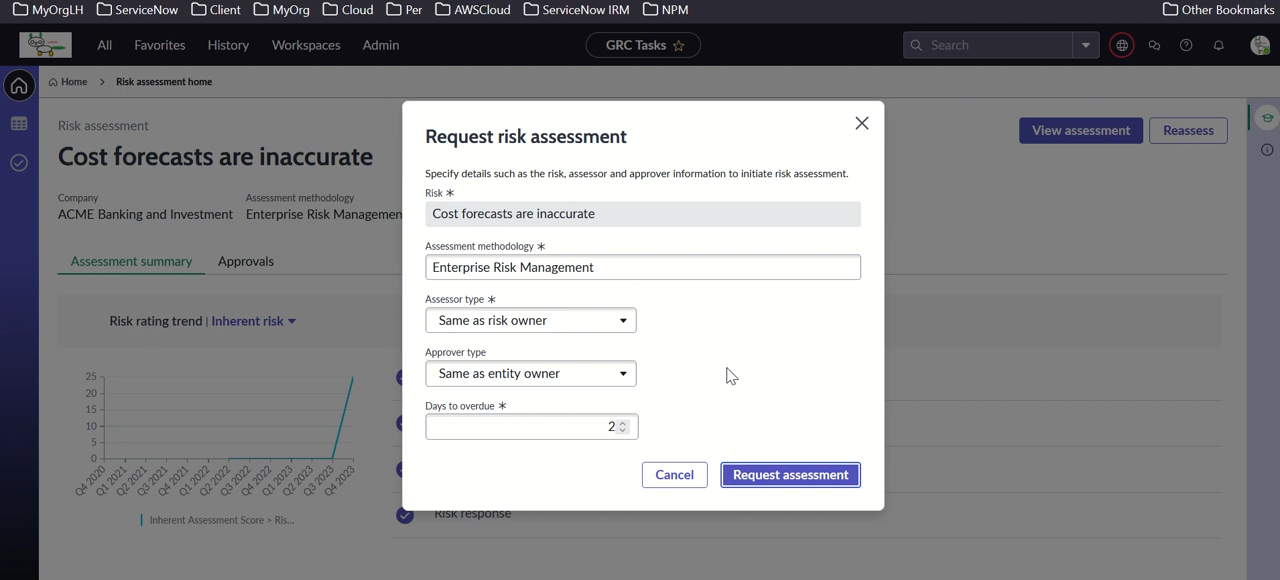 MyOrgLH ServiceNow Client MyOrg Cloud Per AWSCloud ServiceNow IRM NPM Other Bookmarks
All Favorites History Workspaces Admin GRC Tasks Search
Home > Risk assessment home
Risk assessment
Cost forecasts are inaccurate
View assessment Reassess
Company Assessment methodology
ACME Banking and Investment Enterprise Risk Managemen
Assessment summary Approvals
Risk rating trend | Inherent risk
25
20
15
10
5
0
Q4 2020 Q1 2021 Q2 2021 Q3 2021 Q4 2021 Q1 2022 Q2 2022 Q3 2022 Q4 2022 Q1 2023 Q2 2023 Q3 2023 Q4 2023
Inherent Assessment Score > Ris...
Risk response
Request risk assessment
Specify details such as the risk, assessor and approver information to initiate risk assessment.
Risk *
Cost forecasts are inaccurate
Assessment methodology *
Enterprise Risk Management
Assessor type *
Same as risk owner
Approver type
Same as entity owner
Days to overdue *
2
Cancel Request assessment